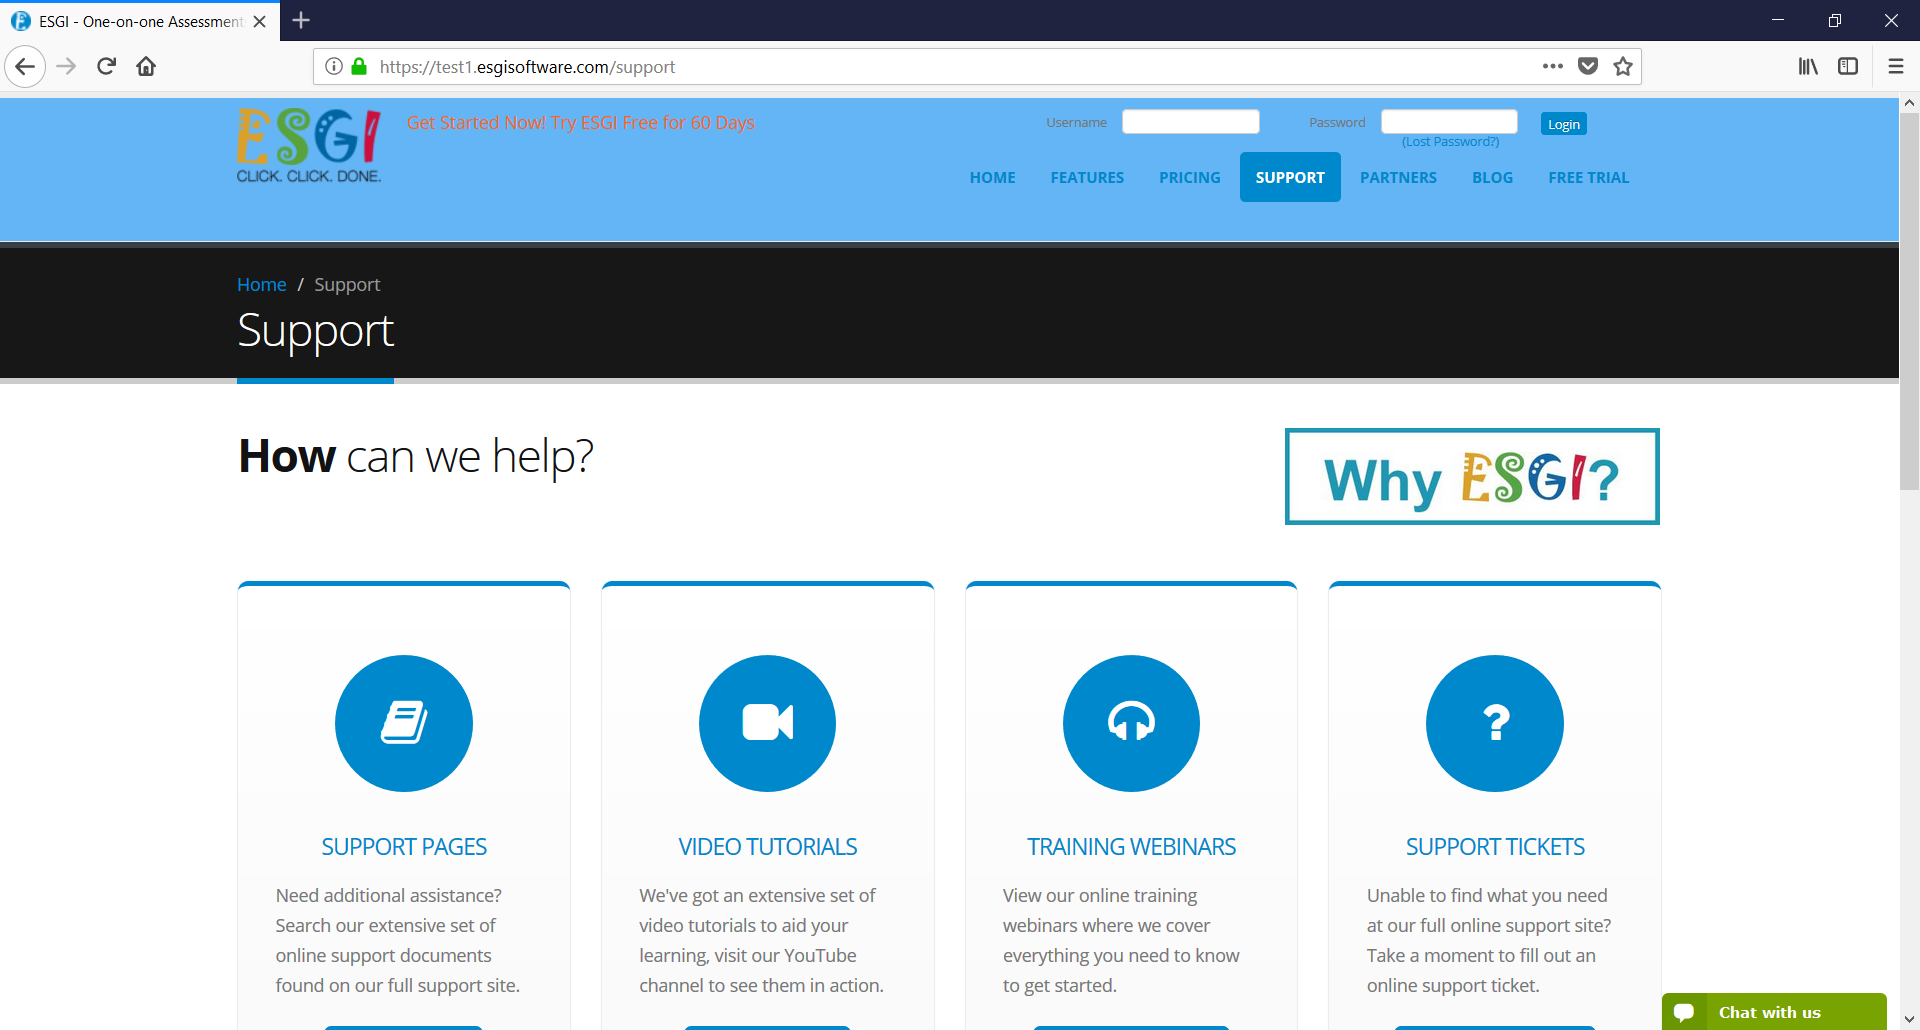 ESGI - One-on-one Assessment
https://test1.esgisoftware.com/support
ESGI
CLICK. CLICK. DONE.
Get Started Now! Try ESGI Free for 60 Days
Username
Password
Login
(Lost Password?)
HOME FEATURES PRICING SUPPORT PARTNERS BLOG FREE TRIAL
Home / Support
Support
How can we help?
Why ESGI?
SUPPORT PAGES
Need additional assistance?
Search our extensive set of
online support documents
found on our full support site.
VIDEO TUTORIALS
We've got an extensive set of
video tutorials to aid your
learning, visit our YouTube
channel to see them in action.
TRAINING WEBINARS
View our online training
webinars where we cover
everything you need to know
to get started.
SUPPORT TICKETS
Unable to find what you need
at our full online support site?
Take a moment to fill out an
online support ticket.
Chat with us